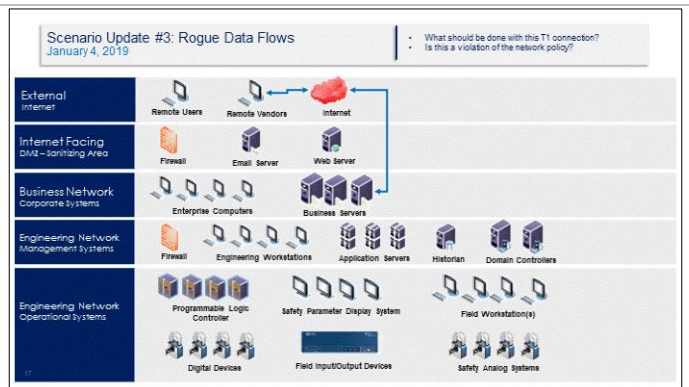 Scenario Update #3: Rogue Data Flows
January 4, 2019
• What should be done with this T1 connection?
• Is this a violation of the network policy?
External
Internet
Remote Users
Remote Vendors
Internet
Internet Facing
DMZ – Sanitizing Area
Firewall
Email Server
Web Server
Business Network
Corporate Systems
Enterprise Computers
Business Servers
Engineering Network
Management Systems
Firewall
Engineering Workstations
Application Servers
Historian
Domain Controllers
Engineering Network
Operational Systems
Programmable Logic
Controller
Safety Parameter Display System
Field Workstation(s)
Digital Devices
Field Input/Output Devices
Safety Analog Systems
17